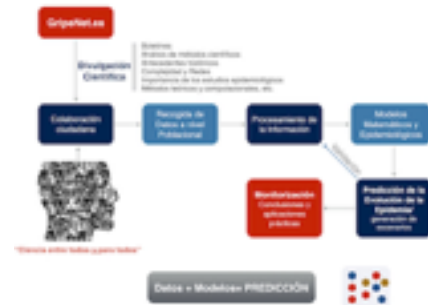 GripeNet.es
Divulgación
Científica
Boletines
Análisis de métodos científicos
Antecedentes históricos
Complejidad y Redes
Importancia de los estudios epidemiológicos
Métodos teóricos y computacionales, etc.
Colaboración
ciudadana
Recogida de
Datos a nivel
Poblacional
Procesamiento de
la Información
Modelos
Matemáticos y
Epidemiológicos
Monitorización
Conclusiones y
aplicaciones
prácticas
Predicción de la
Evolución de la
Epidemia/
generación de
escenarios
"Ciencia entre todos y para todos"
Datos + Modelos= PREDICCIÓN